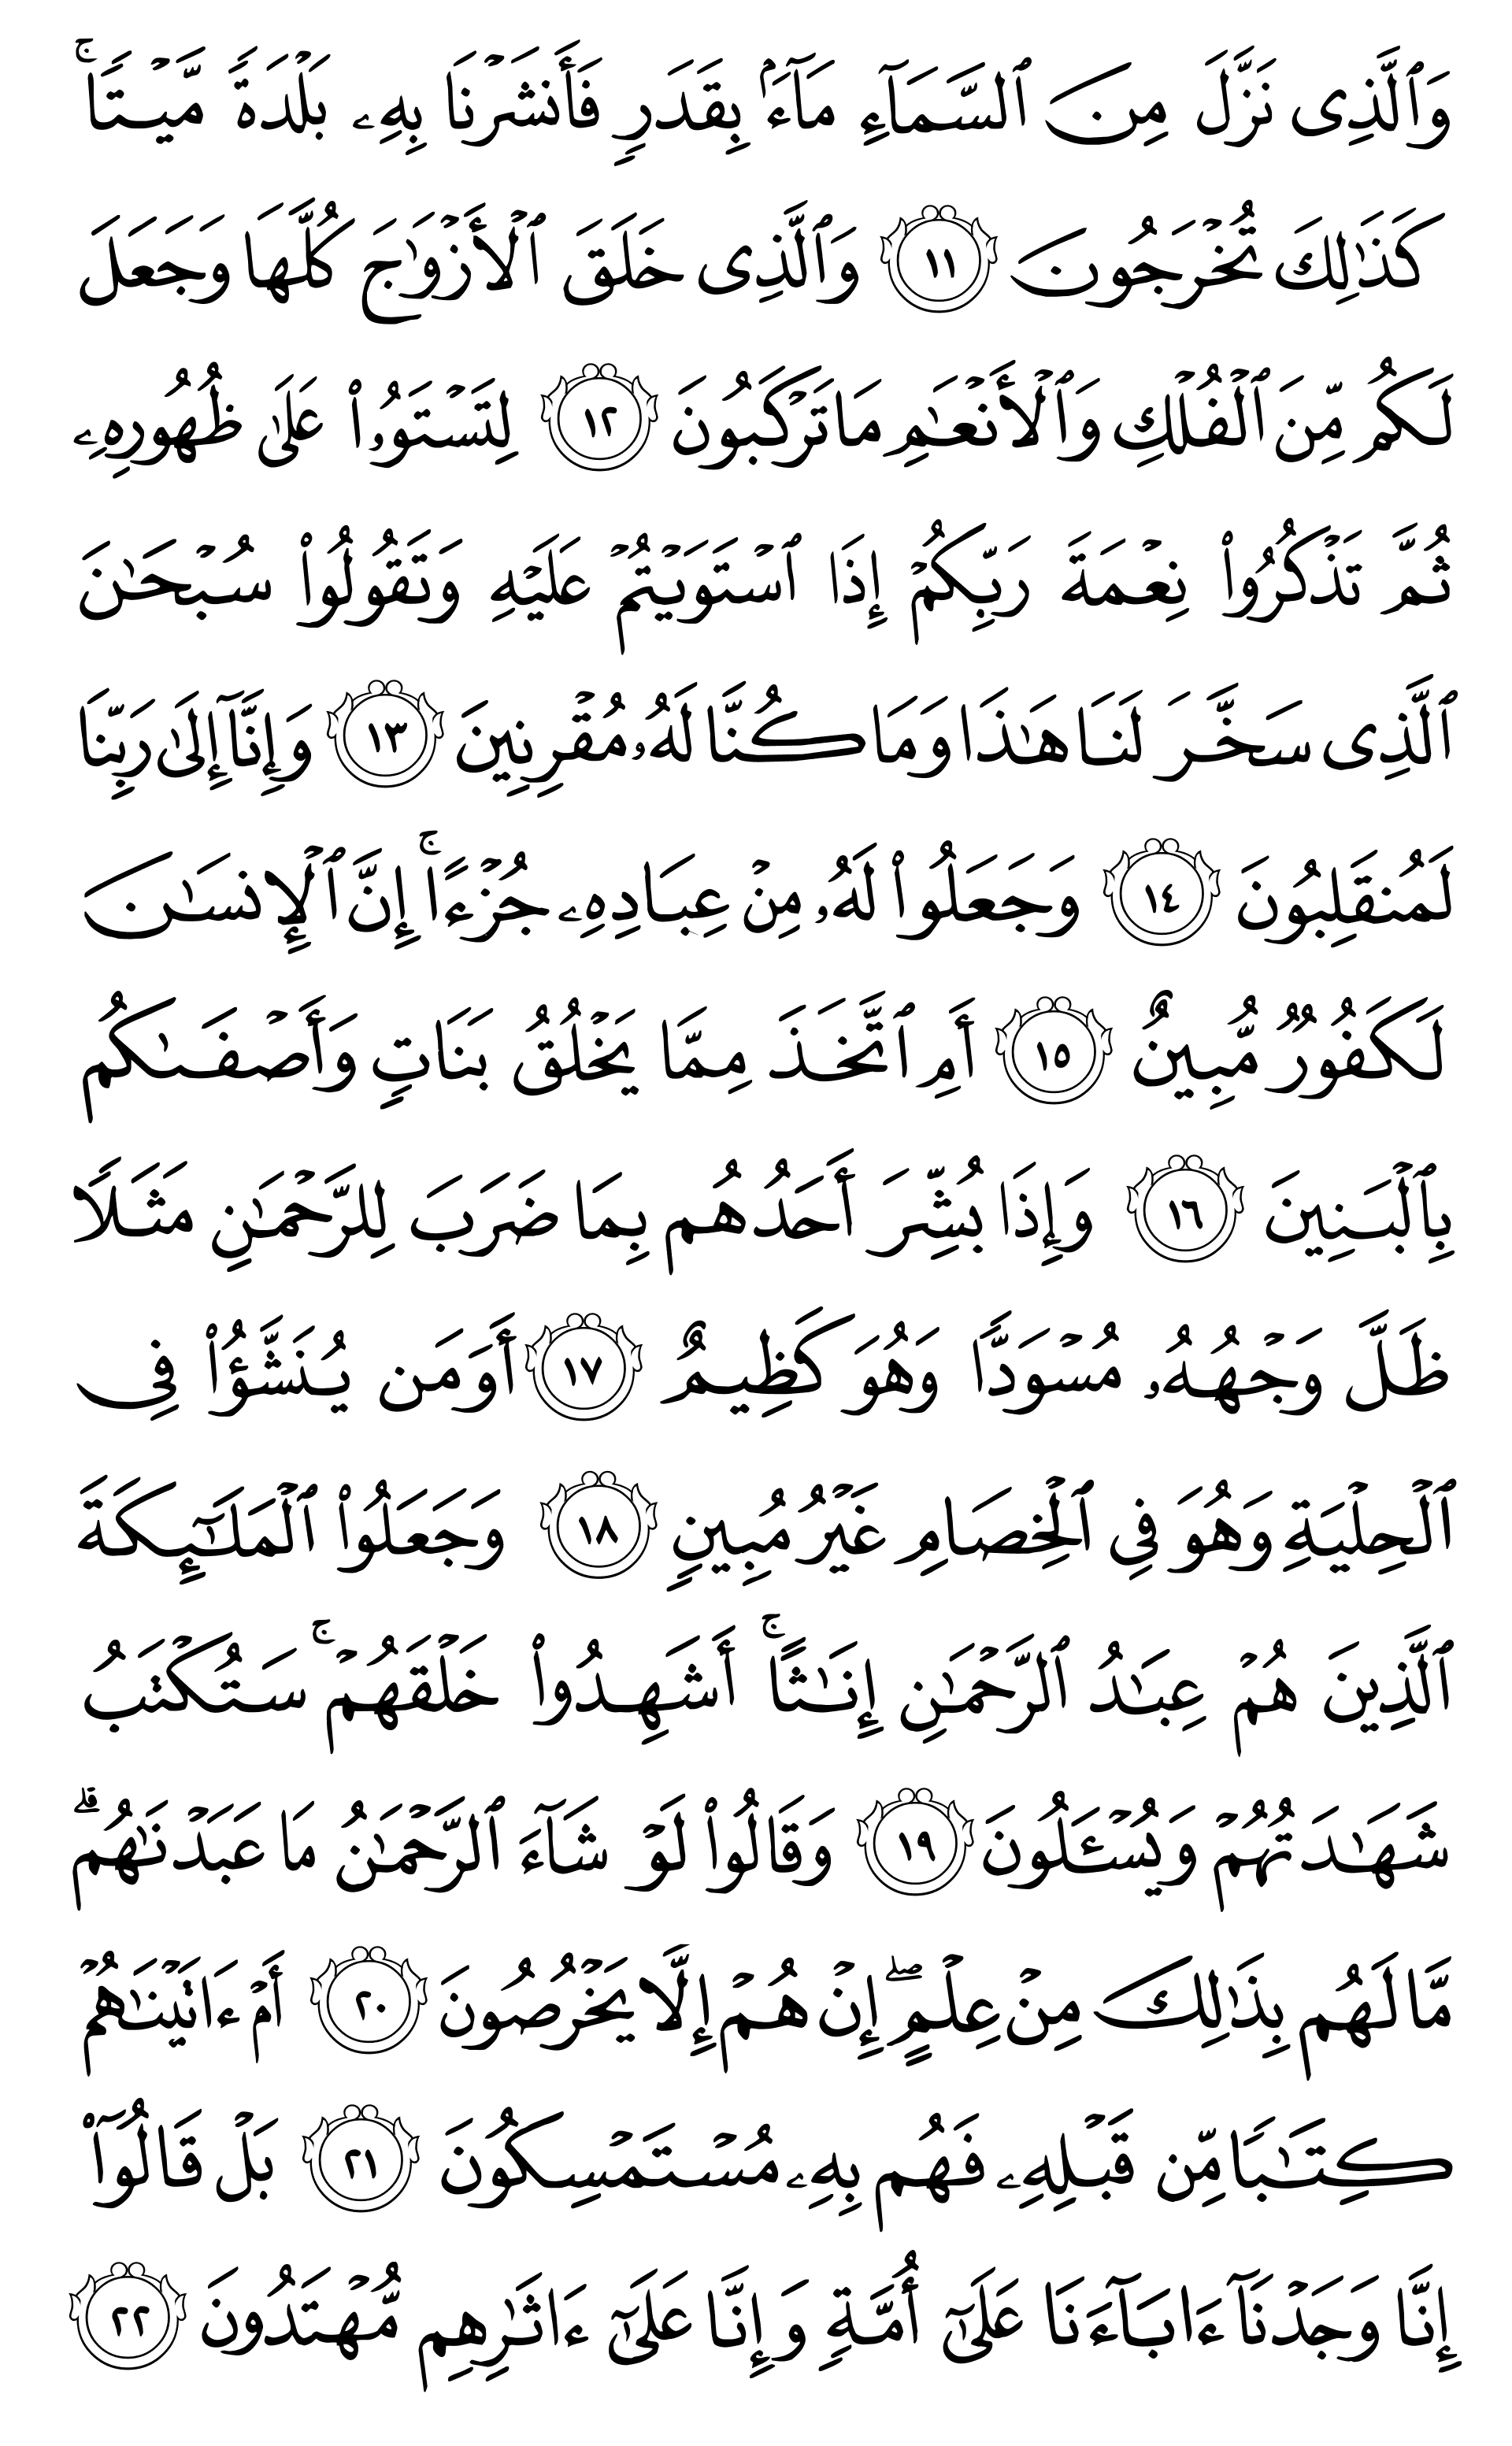 وَٱلَّذِى نَزَّلَ مِنَ ٱلسَّمَآءِ مَآءَۢ بِقَدَرٍ فَأَنشَرْنَا بِهِۦ بَلْدَةً مَّيْتًاۚ
كَذَٰلِكَ تُخْرَجُونَ ١١ وَٱلَّذِى خَلَقَ ٱلْأَزْوَٰجَ كُلَّهَا وَجَعَلَ
لَكُم مِّنَ ٱلْفُلْكِ وَٱلْأَنْعَٰمِ مَا تَرْكَبُونَ ١٢ لِتَسْتَوُۥا۟ عَلَىٰ ظُهُورِهِۦ
ثُمَّ تَذْكُرُوا۟ نِعْمَةَ رَبِّكُمْ إِذَا ٱسْتَوَيْتُمْ عَلَيْهِ وَتَقُولُوا۟ سُبْحَٰنَ
ٱلَّذِى سَخَّرَ لَنَا هَٰذَا وَمَا كُنَّا لَهُۥ مُقْرِنِينَ ١٣ وَإِنَّآ إِلَىٰ رَبِّنَا
لَمُنقَلِبُونَ ١٤ وَجَعَلُوا۟ لَهُۥ مِنْ عِبَادِهِۦ جُزْءًاۚ إِنَّ ٱلْإِنسَٰنَ
لَكَفُورٌ مُّبِينٌ ١٥ أَمِ ٱتَّخَذَ مِمَّا يَخْلُقُ بَنَاتٍ وَأَصْفَىٰكُم
بِٱلْبَنِينَ ١٦ وَإِذَا بُشِّرَ أَحَدُهُم بِمَا ضَرَبَ لِلرَّحْمَٰنِ مَثَلًا
ظَلَّ وَجْهُهُۥ مُسْوَدًّا وَهُوَ كَظِيمٌ ١٧ أَوَمَن يُنَشَّؤُا۟ فِى
ٱلْحِلْيَةِ وَهُوَ فِى ٱلْخِصَامِ غَيْرُ مُبِينٍ ١٨ وَجَعَلُوا۟ ٱلْمَلَٰٓئِكَةَ
ٱلَّذِينَ هُمْ عِبَٰدُ ٱلرَّحْمَٰنِ إِنَٰثًاۚ أَشَهِدُوا۟ خَلْقَهُمْۚ سَتُكْتَبُ
شَهَٰدَتُهُمْ وَيُسْـَٔلُونَ ١٩ وَقَالُوا۟ لَوْ شَآءَ ٱلرَّحْمَٰنُ مَا عَبَدْنَٰهُمۗ
مَّا لَهُم بِذَٰلِكَ مِنْ عِلْمٍۖ إِنْ هُمْ إِلَّا يَخْرُصُونَ ٢٠ أَمْ ءَاتَيْنَٰهُمْ
كِتَٰبًا مِّن قَبْلِهِۦ فَهُم بِهِۦ مُسْتَمْسِكُونَ ٢١ بَلْ قَالُوٓا۟
إِنَّا وَجَدْنَآ ءَابَآءَنَا عَلَىٰٓ أُمَّةٍ وَإِنَّا عَلَىٰٓ ءَاثَٰرِهِم مُّهْتَدُونَ ٢٢